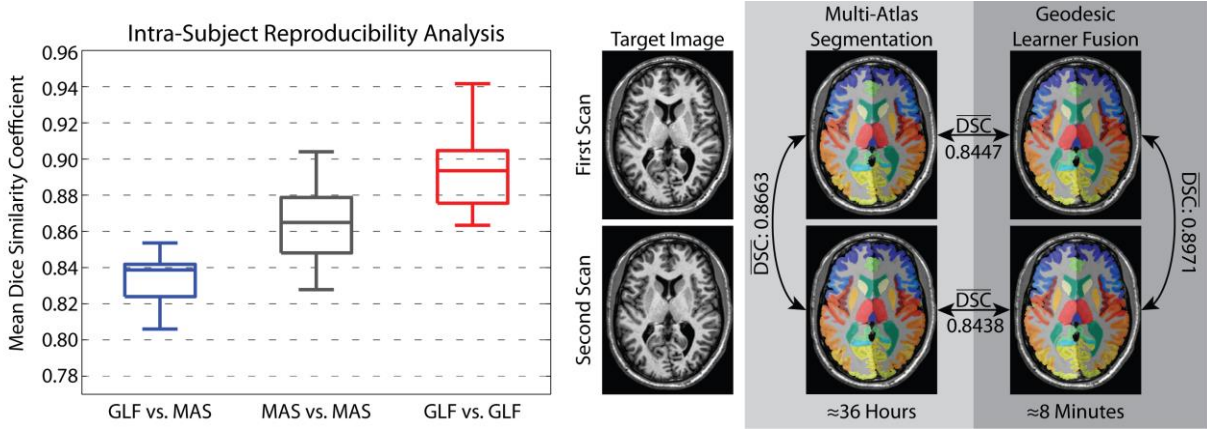 Intra-Subject Reproducibility Analysis
Mean Dice Similarity Coefficient
0.96
0.94
0.92
0.90
0.88
0.86
0.84
0.82
0.80
0.78
GLF vs. MAS
MAS vs. MAS
GLF vs. GLF
Target Image
Multi-Atlas
Segmentation
Geodesic
Learner Fusion
First Scan
Second Scan
DSC
0.8447
DSC: 0.8663
DSC: 0.8971
DSC
0.8438
≈36 Hours
≈8 Minutes